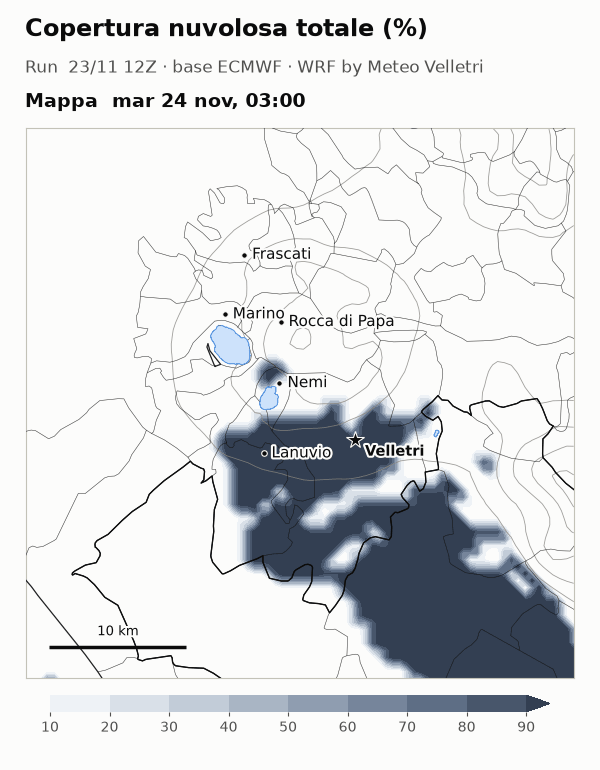 Copertura nuvolosa totale (%)
Run  23/11 12Z · base ECMWF · WRF by Meteo Velletri
Mappa  mar 24 nov, 03:00
Frascati
Marino
Rocca di Papa
Nemi
Velletri
Lanuvio
10 km
10 20 30 40 50 60 70 80 90